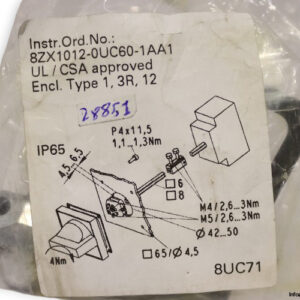 Instr.Ord.No.:
8ZX1012-0UC60-1AA1
UL / CSA approved
Encl. Type 1, 3R, 12
28851
P4x11,5
1,1...1,3Nm
IP65
4,5...6,5
□6
□8
M4/2,6...3Nm
M5/2,6...3Nm
Ø 42...50
□65/Ø 4,5
4Nm
8UC71